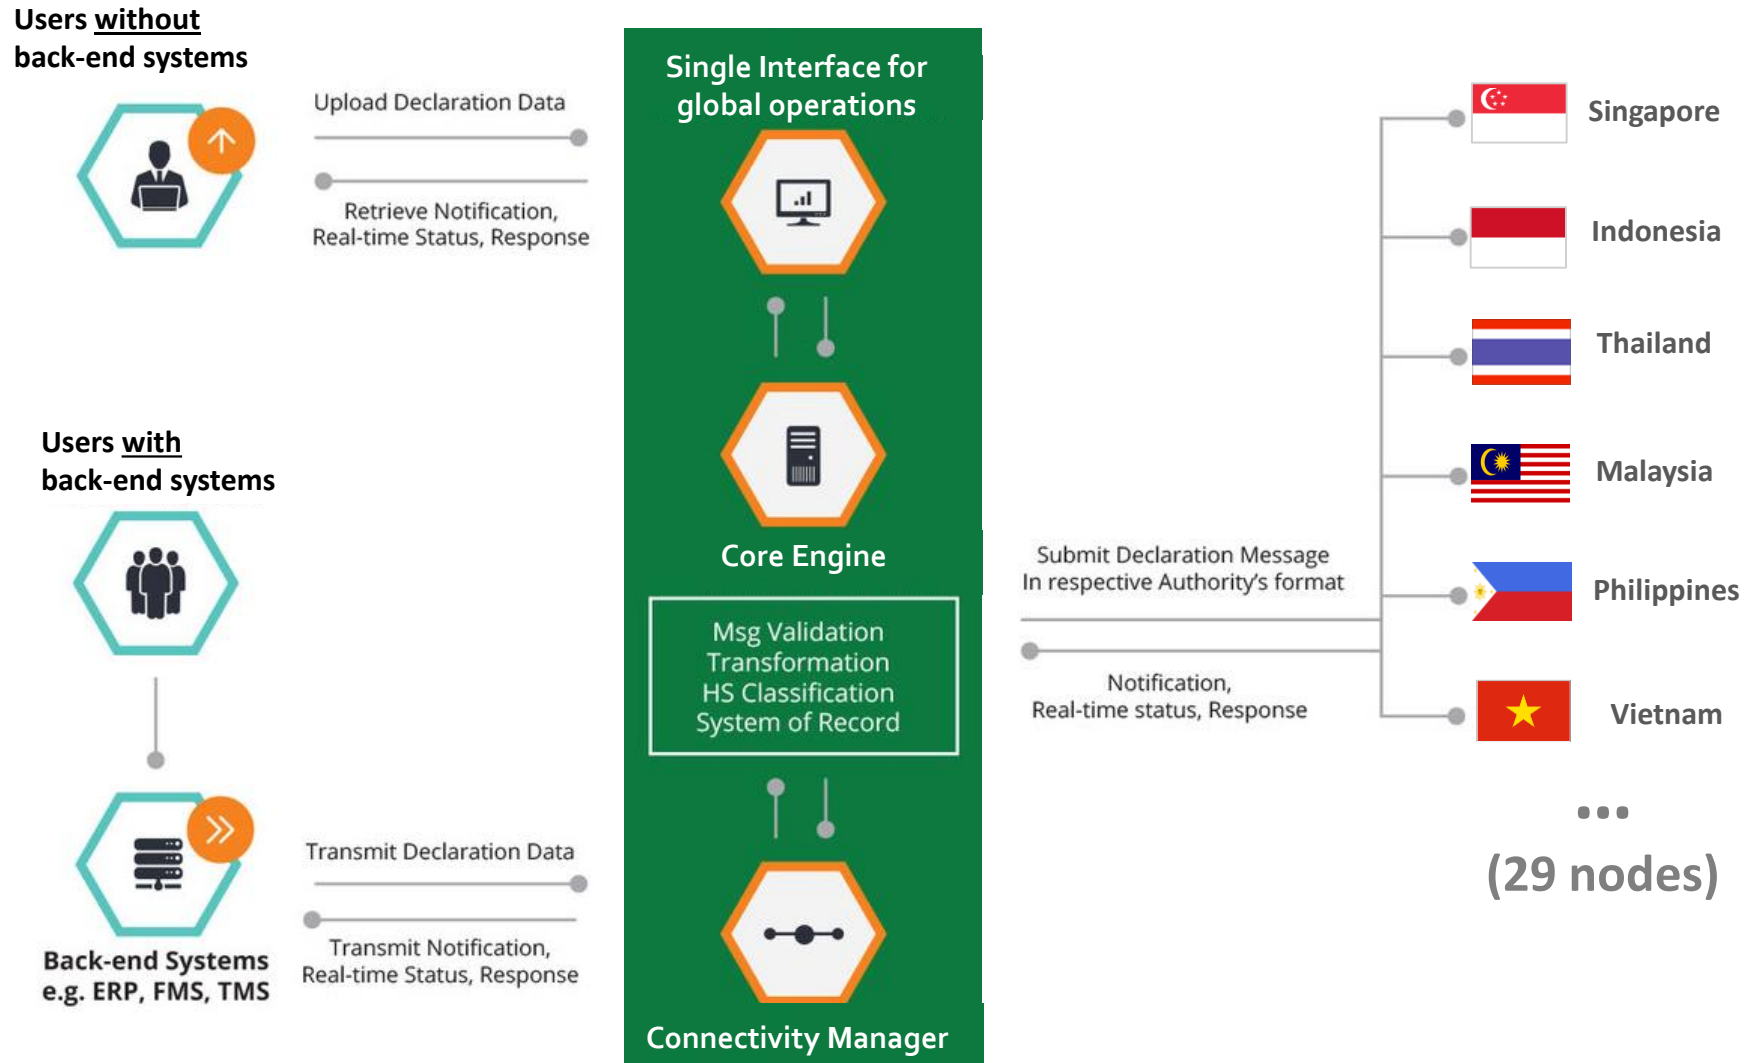 Users without
back-end systems
Upload Declaration Data
Retrieve Notification,
Real-time Status, Response
Users with
back-end systems
Back-end Systems
e.g. ERP, FMS, TMS
Transmit Declaration Data
Transmit Notification,
Real-time Status, Response
Single Interface for
global operations
Core Engine
Msg Validation
Transformation
HS Classification
System of Record
Connectivity Manager
Submit Declaration Message
In respective Authority's format
Notification,
Real-time status, Response
Singapore
Indonesia
Thailand
Malaysia
Philippines
Vietnam
...
(29 nodes)